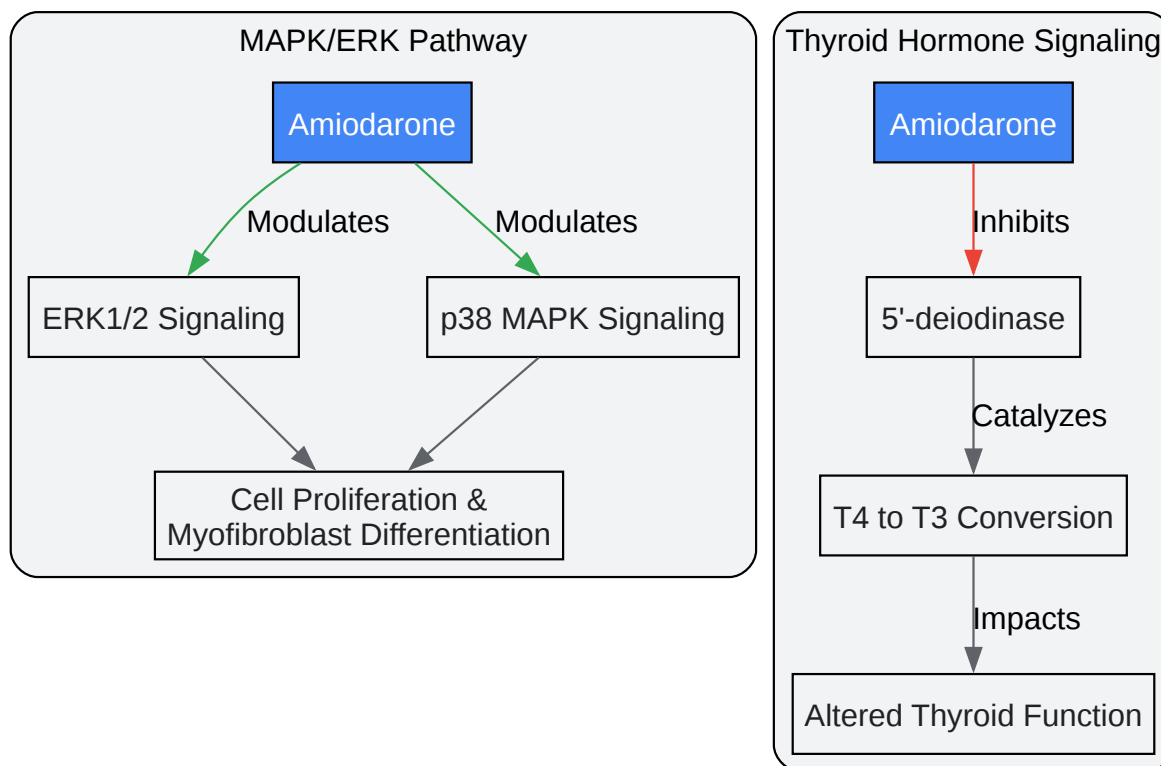 MAPK/ERK Pathway
Amiodarone
Modulates
Modulates
ERK1/2 Signaling
p38 MAPK Signaling
Cell Proliferation &
Myofibroblast Differentiation
Thyroid Hormone Signaling
Amiodarone
Inhibits
5'-deiodinase
Catalyzes
T4 to T3 Conversion
Impacts
Altered Thyroid Function